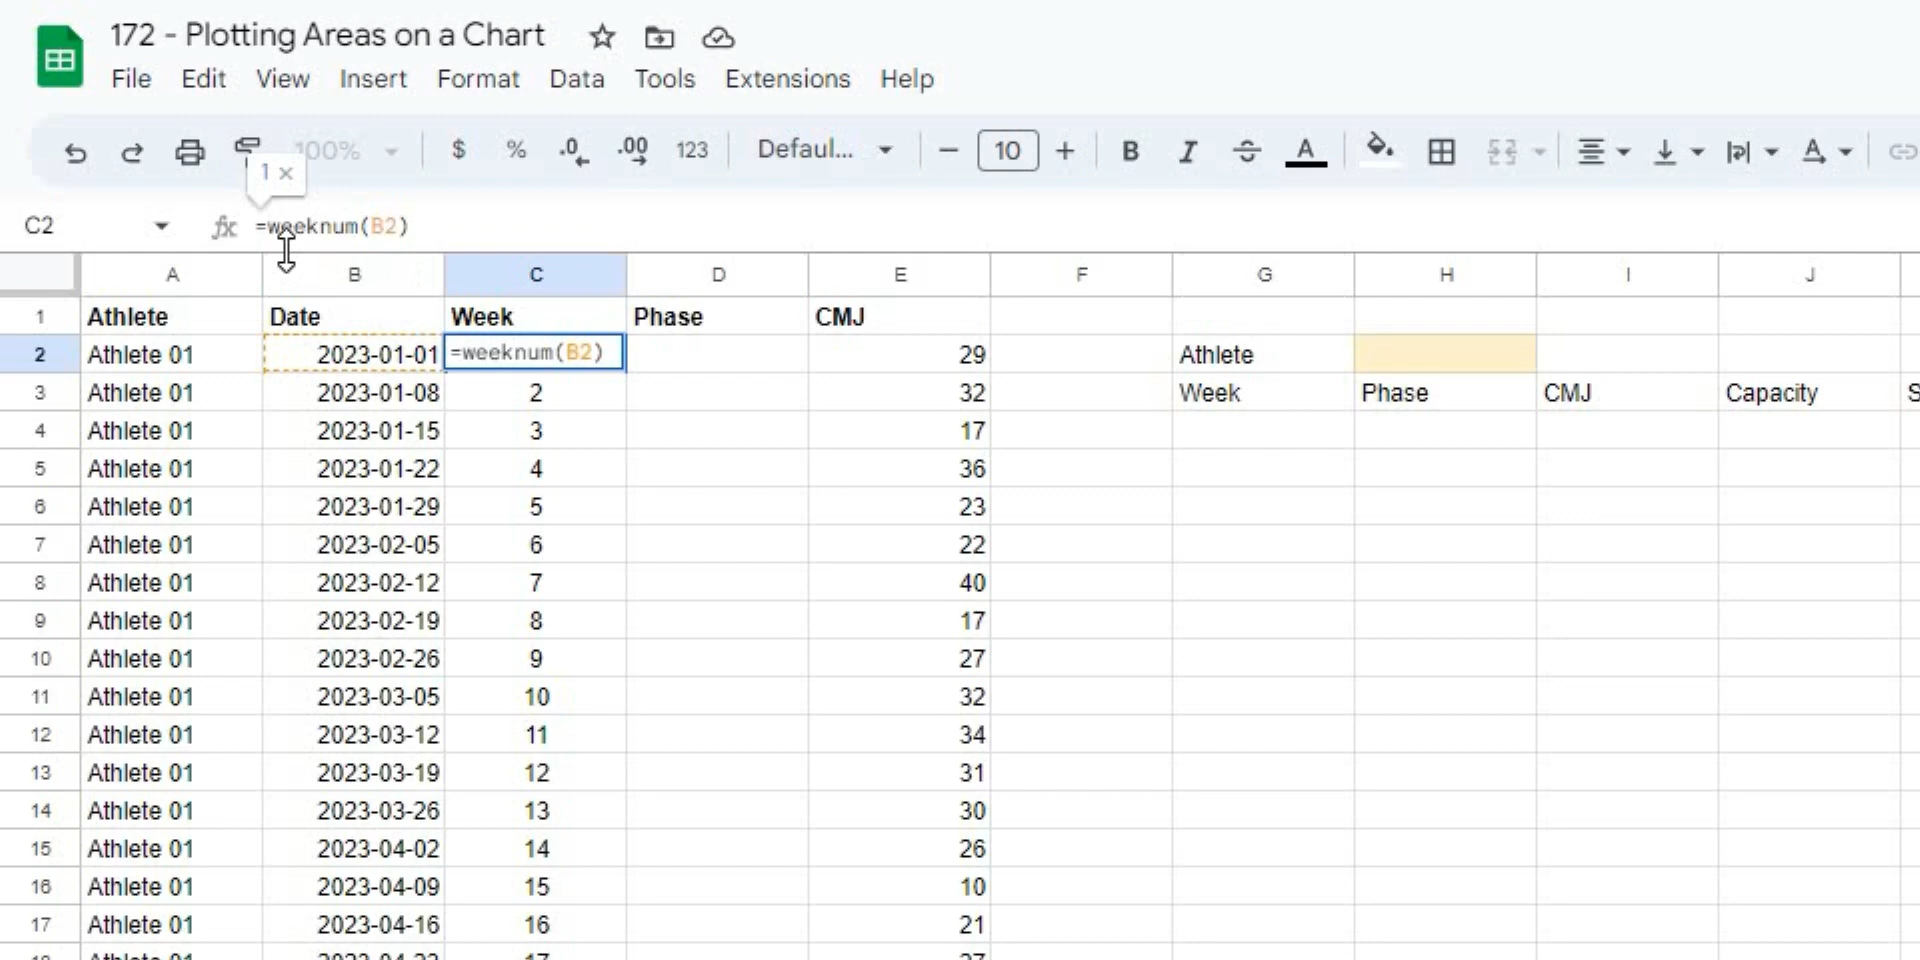 172 - Plotting Areas on a Chart
File Edit View Insert Format Data Tools Extensions Help
100% $ % .0 .00 123 Defaul... 10 B I A
1 ×
C2 fx =weeknum(B2)
A B C D E F G H I J
1 Athlete Date Week Phase CMJ
2 Athlete 01 2023-01-01 =weeknum(B2) 29 Athlete
3 Athlete 01 2023-01-08 2 32 Week Phase CMJ Capacity S
4 Athlete 01 2023-01-15 3 17
5 Athlete 01 2023-01-22 4 36
6 Athlete 01 2023-01-29 5 23
7 Athlete 01 2023-02-05 6 22
8 Athlete 01 2023-02-12 7 40
9 Athlete 01 2023-02-19 8 17
10 Athlete 01 2023-02-26 9 27
11 Athlete 01 2023-03-05 10 32
12 Athlete 01 2023-03-12 11 34
13 Athlete 01 2023-03-19 12 31
14 Athlete 01 2023-03-26 13 30
15 Athlete 01 2023-04-02 14 26
16 Athlete 01 2023-04-09 15 10
17 Athlete 01 2023-04-16 16 21